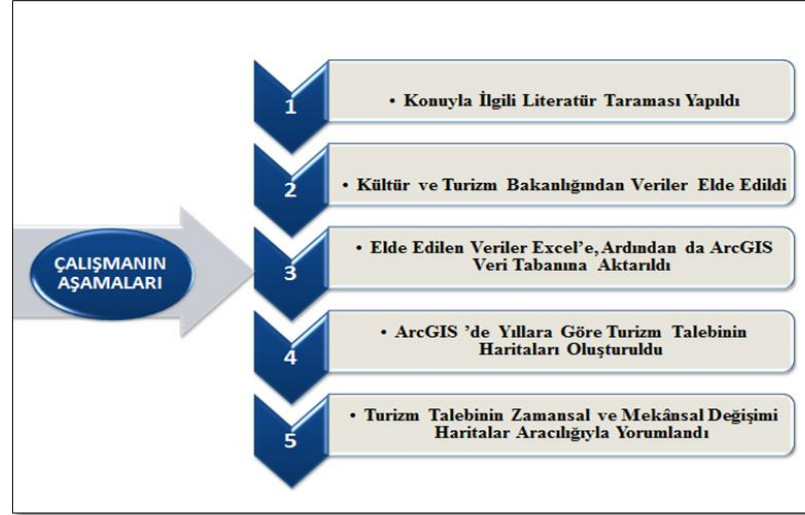 ÇALIŞMANIN
AŞAMALARI
1
• Konuyla İlgili Literatür Taraması Yapıldı
2
• Kültür ve Turizm Bakanlığından Veriler Elde Edildi
3
• Elde Edilen Veriler Excel’e, Ardından da ArcGIS
Veri Tabanına Aktarıldı
4
• ArcGIS ’de Yıllara Göre Turizm Talebinin
Haritaları Oluşturuldu
5
• Turizm Talebinin Zamansal ve Mekânsal Değişimi
Haritalar Aracılığıyla Yorumlandı